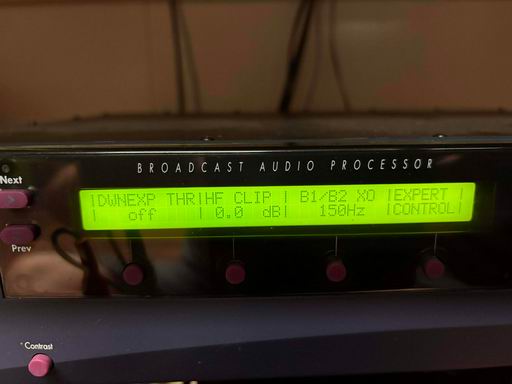 BROADCAST AUDIO PROCESSOR
Next
|DWNEXP THR|HF CLIP | B1/B2 XO |EXPERT
| off | 0.0 dB| 150Hz |CONTROL|
Prev
° Contrast